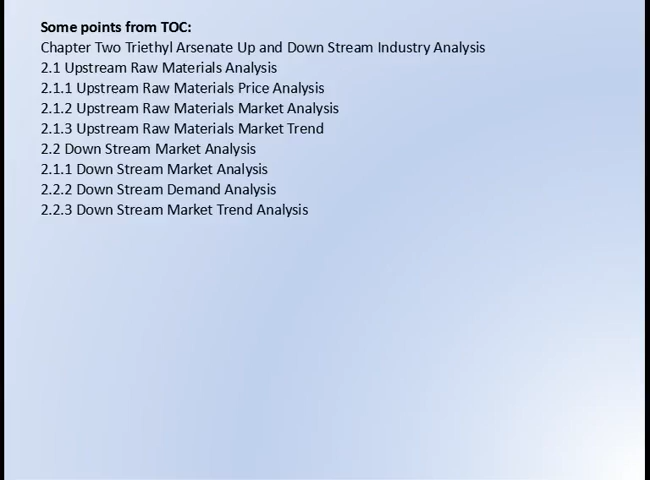 Some points from TOC:
Chapter Two Triethyl Arsenate Up and Down Stream Industry Analysis
2.1 Upstream Raw Materials Analysis
2.1.1 Upstream Raw Materials Price Analysis
2.1.2 Upstream Raw Materials Market Analysis
2.1.3 Upstream Raw Materials Market Trend
2.2 Down Stream Market Analysis
2.1.1 Down Stream Market Analysis
2.2.2 Down Stream Demand Analysis
2.2.3 Down Stream Market Trend Analysis